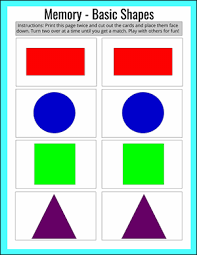 Memory - Basic Shapes
Instructions: Print this page twice and cut out the cards and place them face
down. Turn two over at a time until you get a match. Play with others for fun!